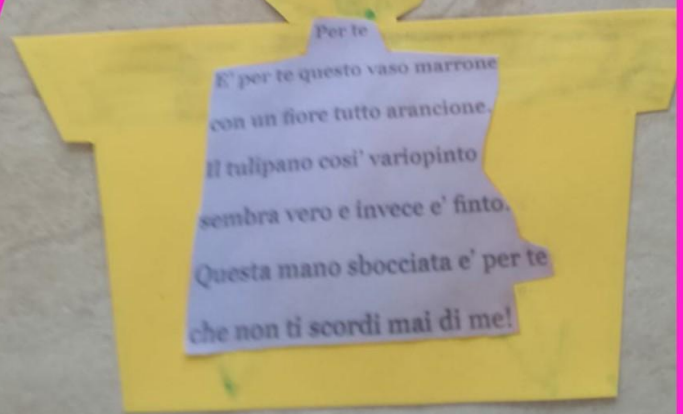 Per te
E' per te questo vaso marrone
con un fiore tutto arancione.
Il tulipano cosi' variopinto
sembra vero e invece e' finto.
Questa mano sbocciata e' per te
che non ti scordi mai di me!